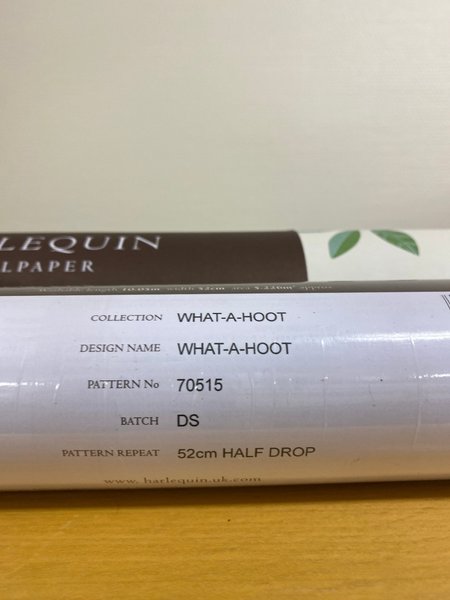 LEQUIN
LPAPER
COLLECTION WHAT-A-HOOT
DESIGN NAME WHAT-A-HOOT
PATTERN No 70515
BATCH DS
PATTERN REPEAT 52cm HALF DROP
www. harlequin.uk.com